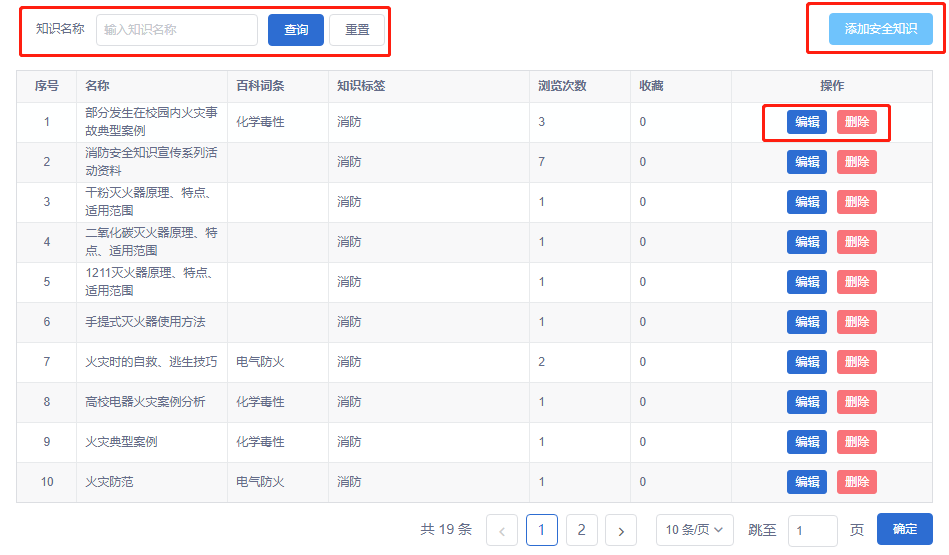 知识名称 输入知识名称 查询 重置 添加安全知识
序号 名称 百科词条 知识标签 浏览次数 收藏 操作
1 部分发生在校园内火灾事故典型案例 化学毒性 消防 3 0 编辑 删除
2 消防安全知识宣传系列活动资料 消防 7 0 编辑 删除
3 干粉灭火器原理、特点、适用范围 消防 1 0 编辑 删除
4 二氧化碳灭火器原理、特点、适用范围 消防 1 0 编辑 删除
5 1211灭火器原理、特点、适用范围 消防 1 0 编辑 删除
6 手提式灭火器使用方法 消防 1 0 编辑 删除
7 火灾时的自救、逃生技巧 电气防火 消防 2 0 编辑 删除
8 高校电器火灾案例分析 化学毒性 消防 1 0 编辑 删除
9 火灾典型案例 化学毒性 消防 1 0 编辑 删除
10 火灾防范 电气防火 消防 1 0 编辑 删除
共 19 条 ‹ 1 2 › 10 条/页 跳至 1 页 确定